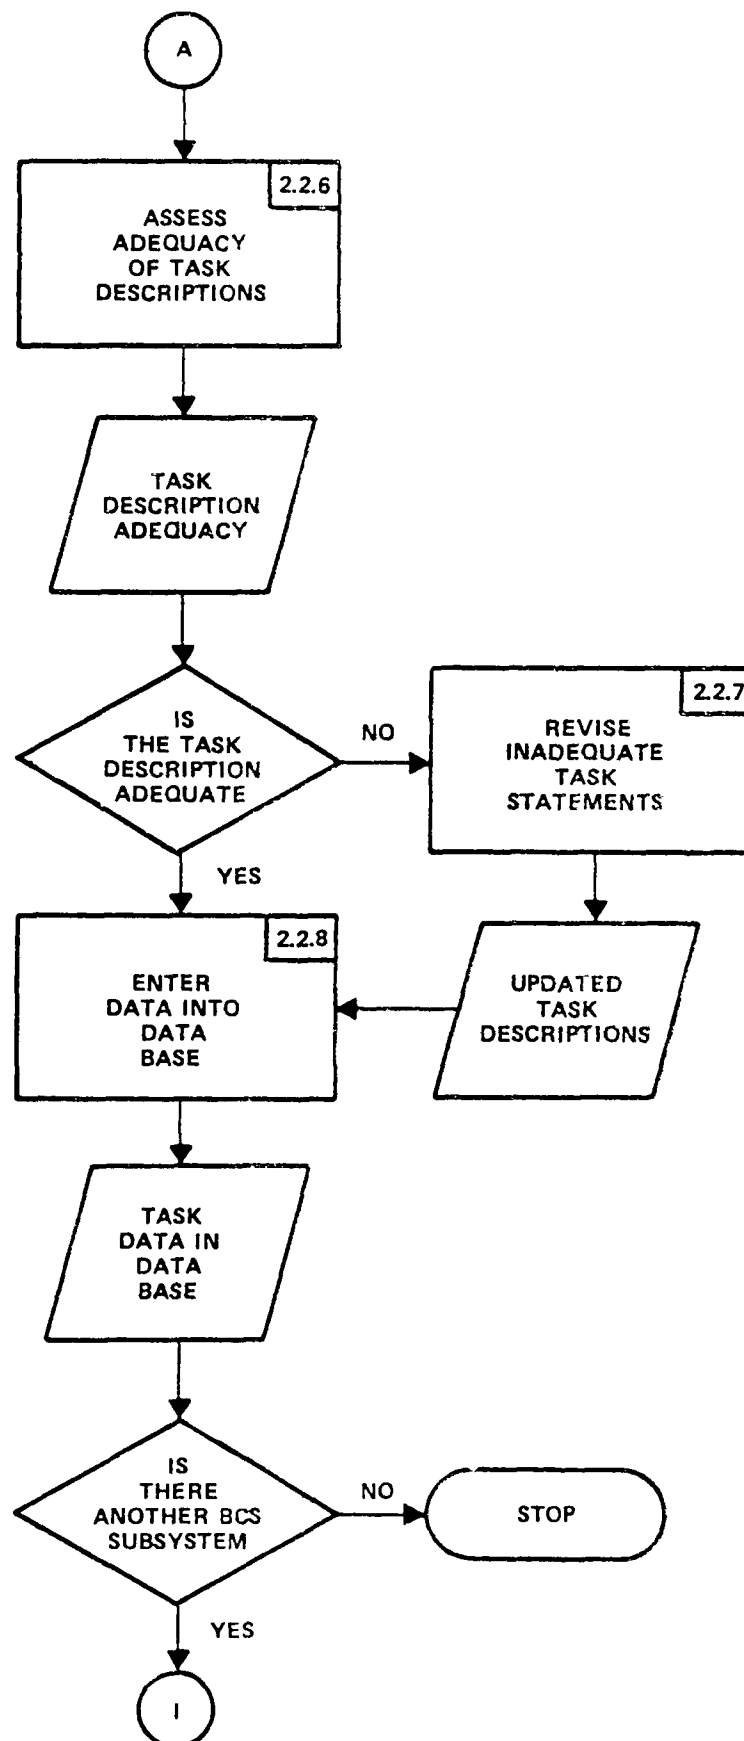 A
2.2.6
ASSESS
ADEQUACY
OF TASK
DESCRIPTIONS
TASK
DESCRIPTION
ADEQUACY
IS
THE TASK
DESCRIPTION
ADEQUATE
NO
2.2.7
REVISE
INADEQUATE
TASK
STATEMENTS
YES
2.2.8
ENTER
DATA INTO
DATA
BASE
UPDATED
TASK
DESCRIPTIONS
TASK
DATA IN
DATA
BASE
IS
THERE
ANOTHER BCS
SUBSYSTEM
NO
STOP
YES
I